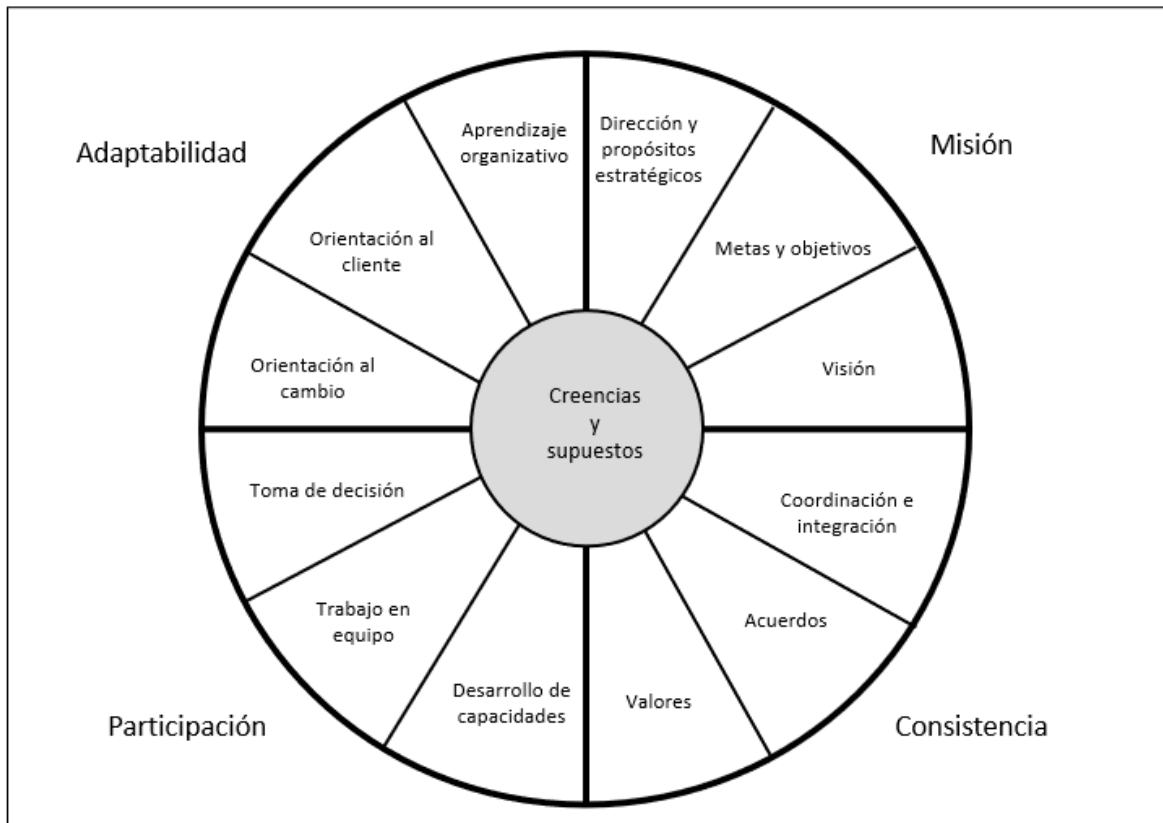 Adaptabilidad
Misión
Aprendizaje
organizativo
Dirección y
propósitos
estratégicos
Orientación al
cliente
Metas y objetivos
Orientación al
cambio
Visión
Creencias
y
supuestos
Toma de decisión
Coordinación e
integración
Trabajo en
equipo
Acuerdos
Desarrollo de
capacidades
Valores
Participación
Consistencia